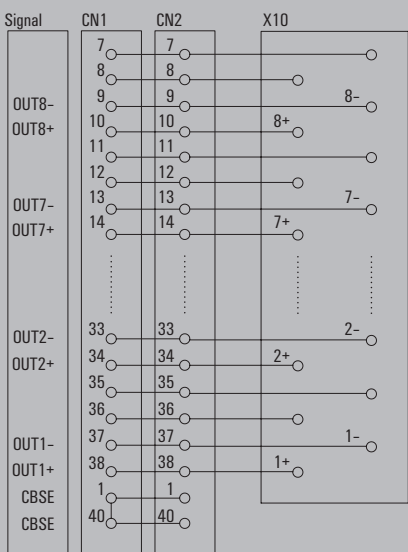 Signal CN1 CN2 X10
7 7
8 8
OUT8– 9 9 8–
OUT8+ 10 10 8+
11 11
12 12
OUT7– 13 13 7–
OUT7+ 14 14 7+
OUT2– 33 33 2–
OUT2+ 34 34 2+
35 35
36 36
OUT1– 37 37 1–
OUT1+ 38 38 1+
CBSE 1 1
CBSE 40 40